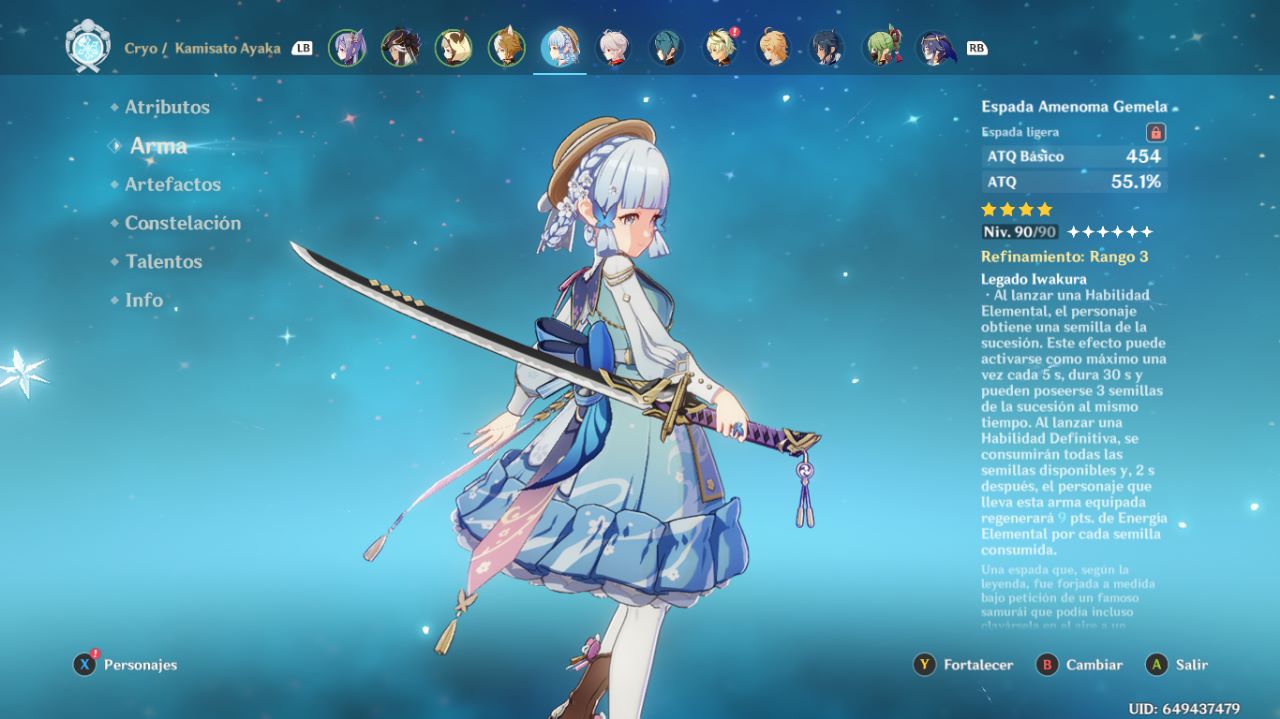 Cryo / Kamisato Ayaka LB
RB
Atributos
Arma
Artefactos
Constelación
Talentos
Info
Espada Amenoma Gemela
Espada ligera
ATQ Básico 454
ATQ 55.1%
Niv. 90/90
Refinamiento: Rango 3
Legado Iwakura
· Al lanzar una Habilidad
Elemental, el personaje
obtiene una semilla de la
sucesión. Este efecto puede
activarse como máximo una
vez cada 5 s, dura 30 s y
pueden poseerse 3 semillas
de la sucesión al mismo
tiempo. Al lanzar una
Habilidad Definitiva, se
consumirán todas las
semillas disponibles y, 2 s
después, el personaje que
lleva esta arma equipada
regenerará 9 pts. de Energía
Elemental por cada semilla
consumida.
Una espada que, según la
leyenda, fue forjada a medida
bajo petición de un famoso
samurái que podía incluso
clavársela en el aire a un
X Personajes
Y Fortalecer B Cambiar A Salir
UID: 649437479